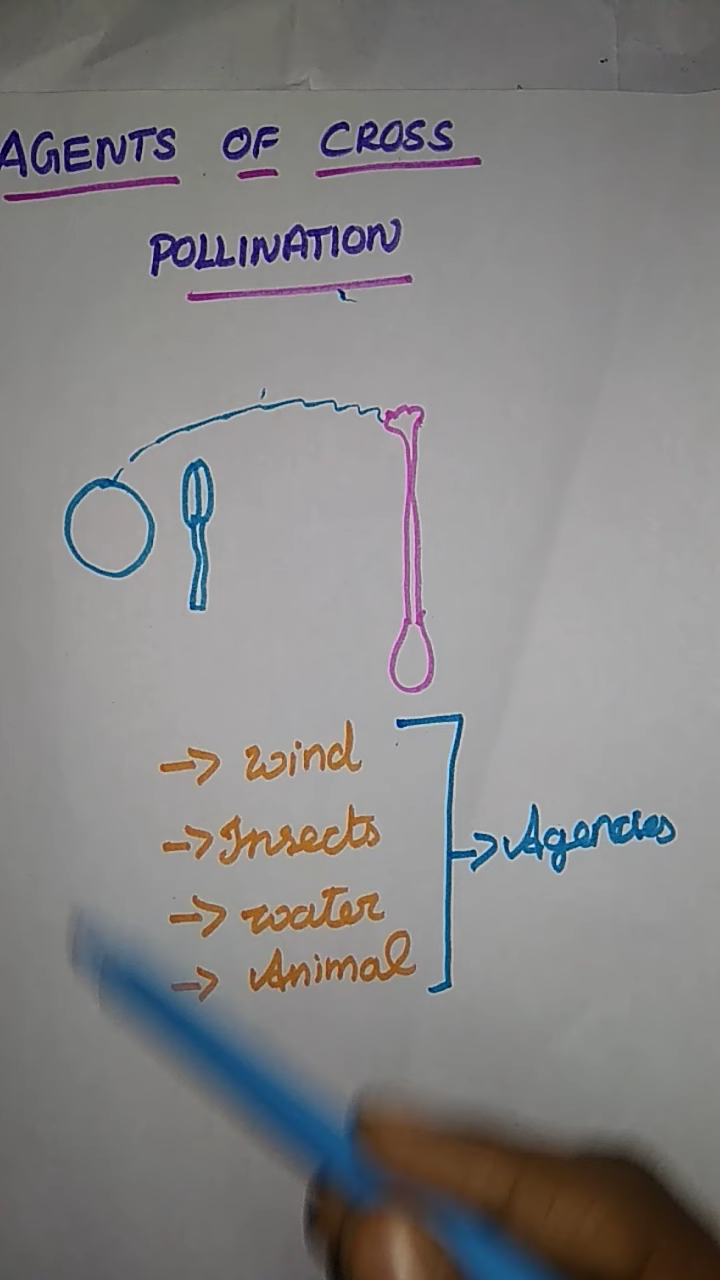 AGENTS OF CROSS
POLLINATION
-> Wind
-> Insects
-> Water
-> Animal
-> Agencies